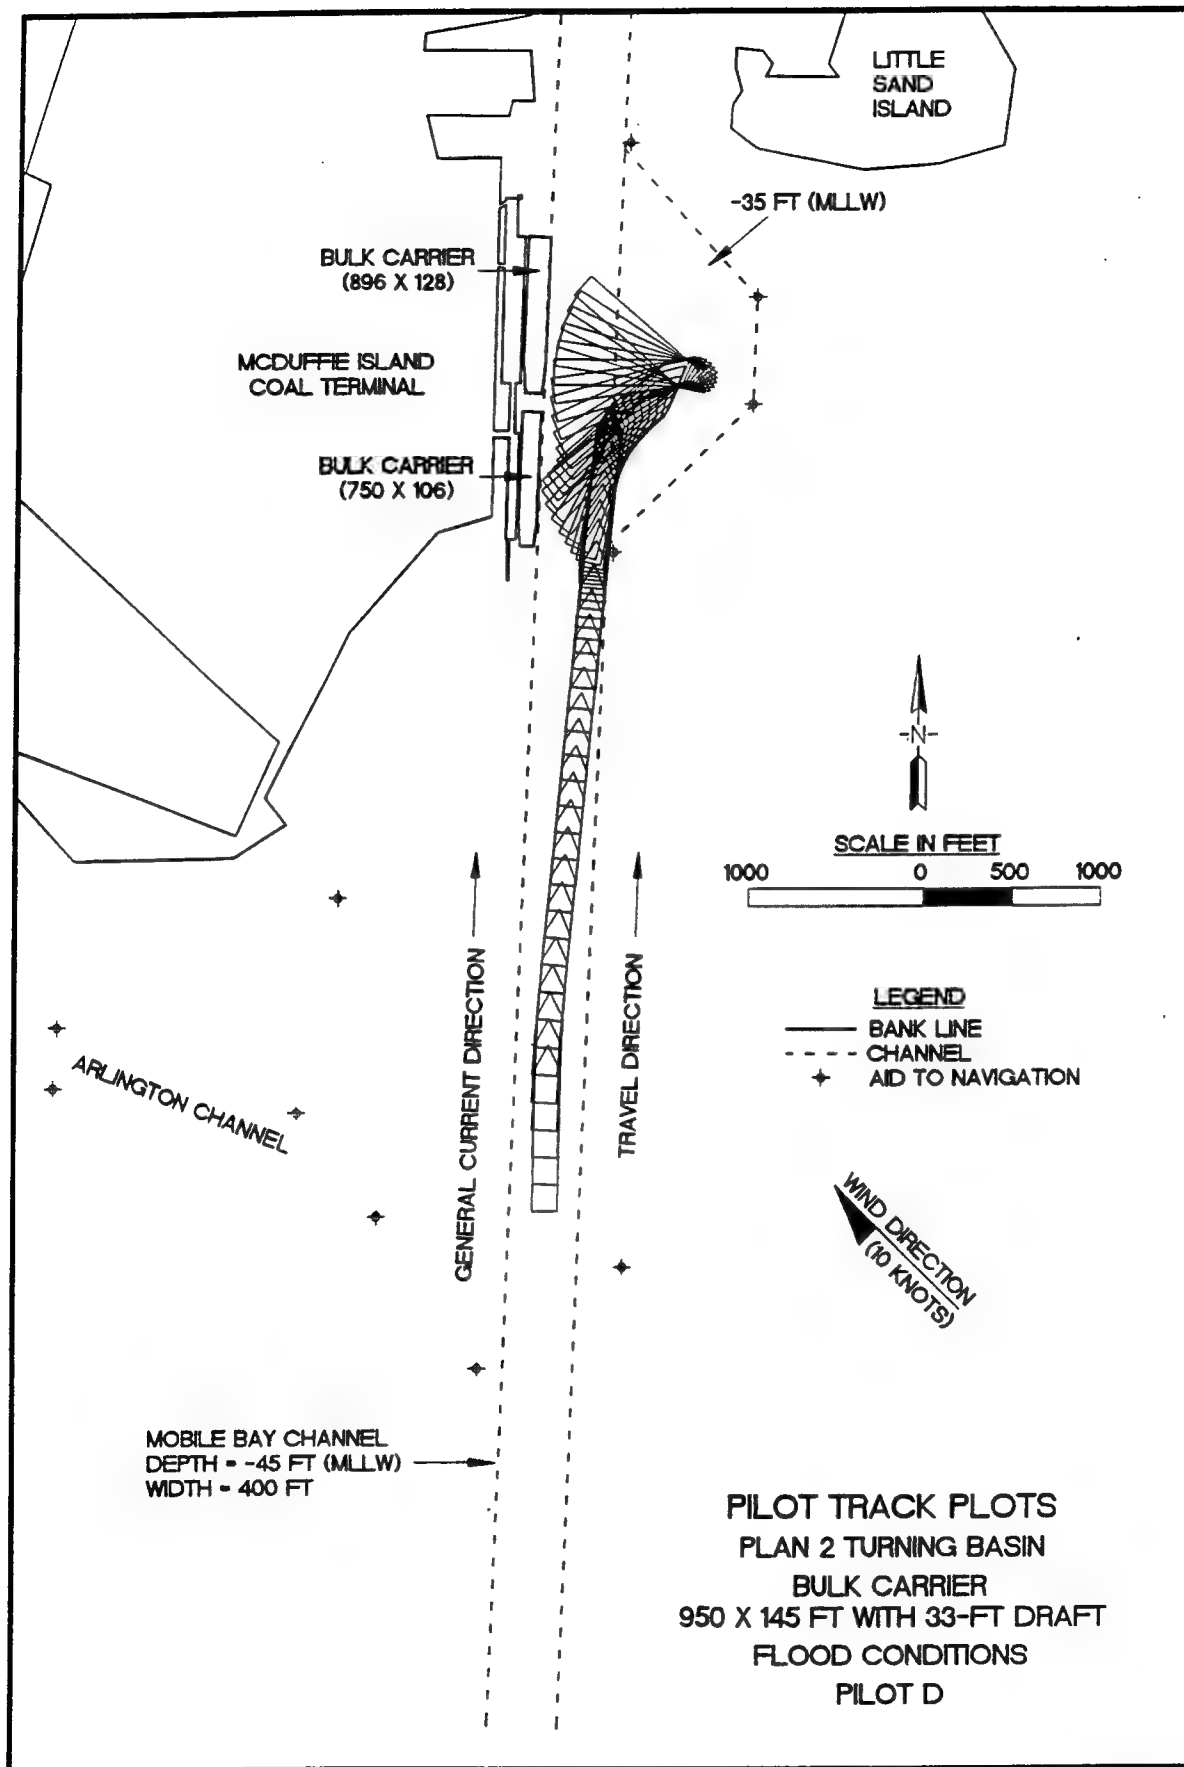 LITTLE
SAND
ISLAND
-35 FT (MLLW)
BULK CARRIER
(896 X 128)
MCDUFFIE ISLAND
COAL TERMINAL
BULK CARRIER
(750 X 106)
-N-
SCALE IN FEET
1000 0 500 1000
GENERAL CURRENT DIRECTION
TRAVEL DIRECTION
LEGEND
BANK LINE
CHANNEL
AID TO NAVIGATION
ARLINGTON CHANNEL
WIND DIRECTION
(10 KNOTS)
MOBILE BAY CHANNEL
DEPTH = -45 FT (MLLW)
WIDTH = 400 FT
PILOT TRACK PLOTS
PLAN 2 TURNING BASIN
BULK CARRIER
950 X 145 FT WITH 33-FT DRAFT
FLOOD CONDITIONS
PILOT D